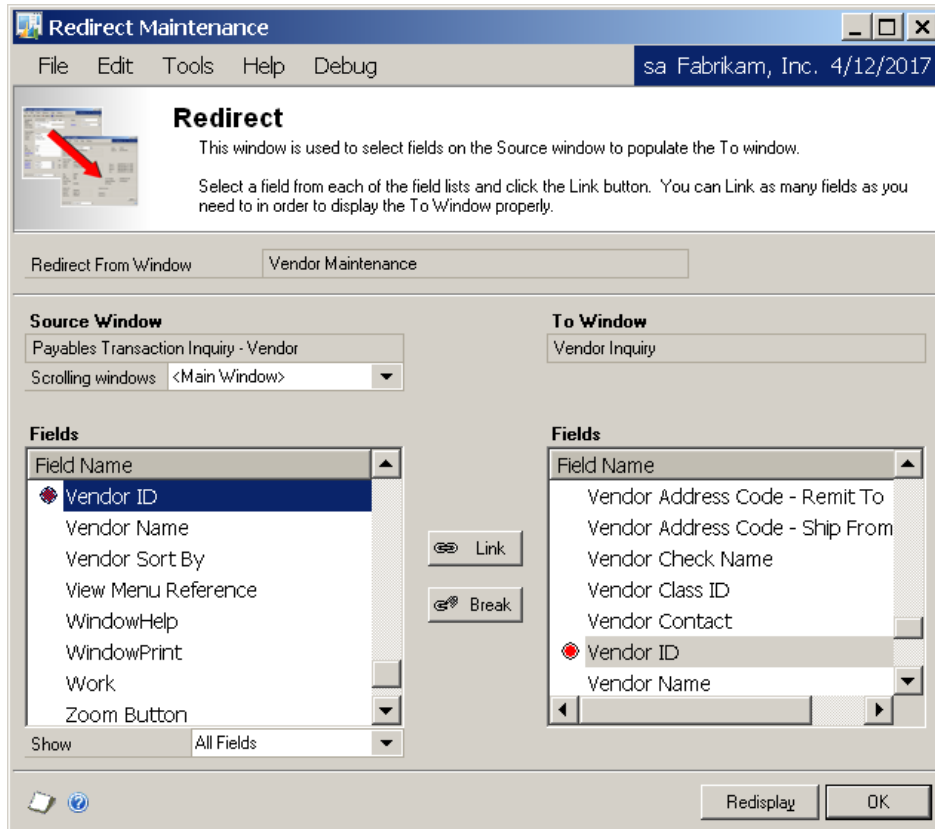 Redirect Maintenance
File Edit Tools Help Debug sa Fabrikam, Inc. 4/12/2017
Redirect
This window is used to select fields on the Source window to populate the To window.
Select a field from each of the field lists and click the Link button. You can Link as many fields as you
need to in order to display the To Window properly.
Redirect From Window Vendor Maintenance
Source Window To Window
Payables Transaction Inquiry - Vendor Vendor Inquiry
Scrolling windows <Main Window>
Fields Fields
Field Name Field Name
Vendor ID Vendor Address Code - Remit To
Vendor Name Vendor Address Code - Ship From
Vendor Sort By Link Vendor Check Name
View Menu Reference Vendor Class ID
WindowHelp Break Vendor Contact
WindowPrint Vendor ID
Work Vendor Name
Zoom Button
Show All Fields
Redisplay OK